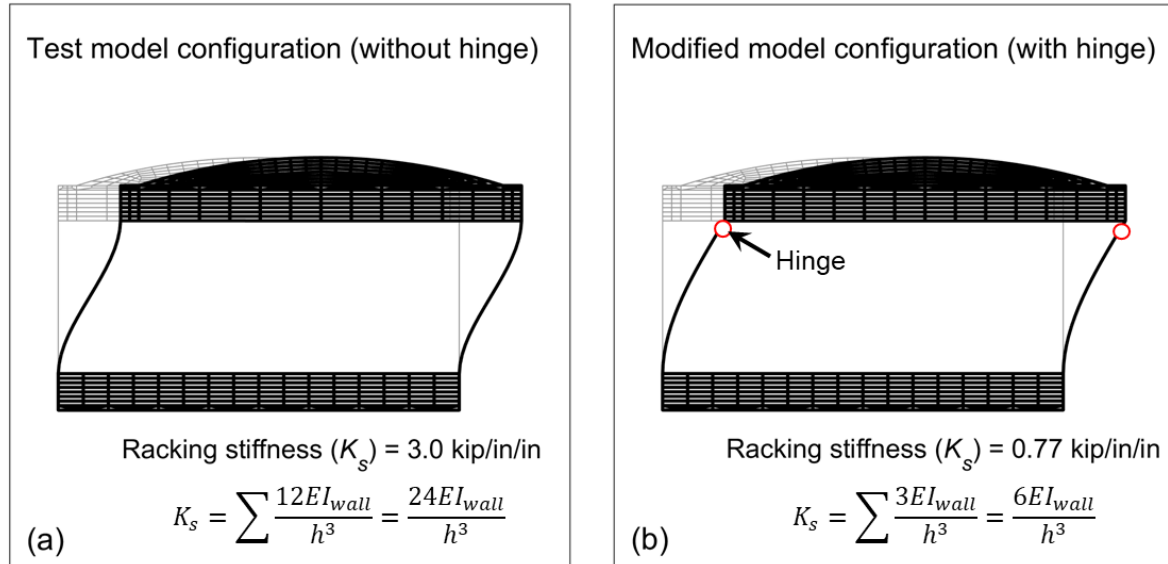 Test model configuration (without hinge)
Racking stiffness (K_s) = 3.0 kip/in/in
K_s = ∑ 12EI_wall / h³ = 24EI_wall / h³
(a)
Modified model configuration (with hinge)
Hinge
Racking stiffness (K_s) = 0.77 kip/in/in
K_s = ∑ 3EI_wall / h³ = 6EI_wall / h³
(b)